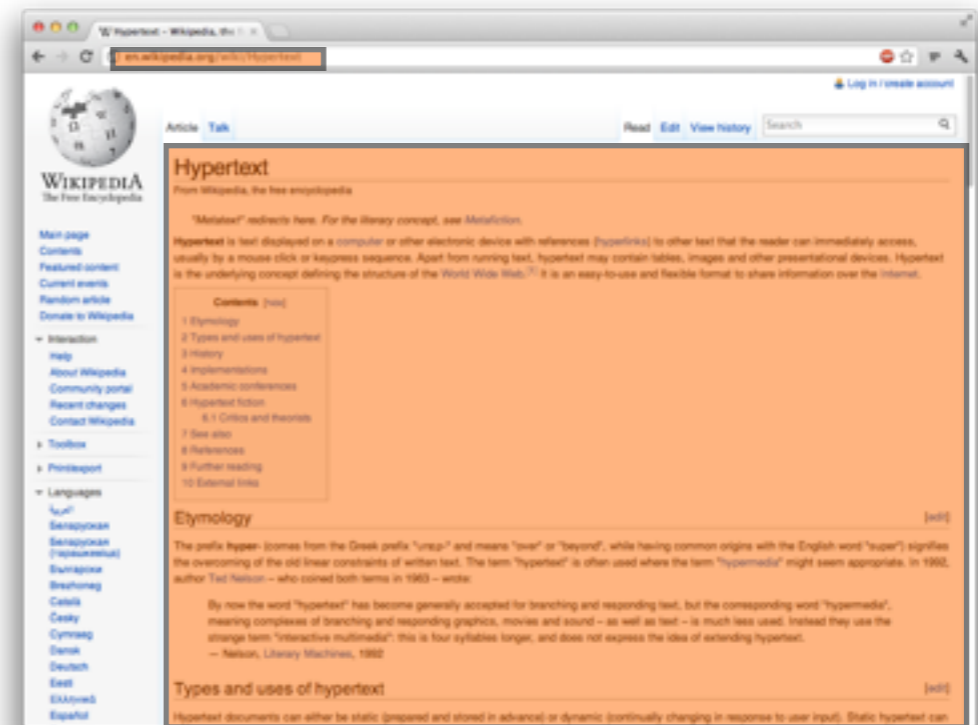 W Hypertext - Wikipedia, the f
en.wikipedia.org/wiki/Hypertext
Log in / create account
Article Talk Read Edit View history Search
WIKIPEDIA
The Free Encyclopedia
Main page
Contents
Featured content
Current events
Random article
Donate to Wikipedia
Interaction
Help
About Wikipedia
Community portal
Recent changes
Contact Wikipedia
Toolbox
Print/export
Languages
العربية
Беларуская
Беларуская (тарашкевіца)
Български
Brezhoneg
Català
Česky
Cymraeg
Dansk
Deutsch
Eesti
Ελληνικά
Español
Hypertext
From Wikipedia, the free encyclopedia
"Metatext" redirects here. For the literary concept, see Metafiction.
Hypertext is text displayed on a computer or other electronic device with references (hyperlinks) to other text that the reader can immediately access,
usually by a mouse click or keypress sequence. Apart from running text, hypertext may contain tables, images and other presentational devices. Hypertext
is the underlying concept defining the structure of the World Wide Web.[1] It is an easy-to-use and flexible format to share information over the Internet.
Contents [hide]
1 Etymology
2 Types and uses of hypertext
3 History
4 Implementations
5 Academic conferences
6 Hypertext fiction
6.1 Critics and theorists
7 See also
8 References
9 Further reading
10 External links
Etymology [edit]
The prefix hyper- (comes from the Greek prefix "υπερ-" and means "over" or "beyond", while having common origins with the English word "super") signifies
the overcoming of the old linear constraints of written text. The term "hypertext" is often used where the term "hypermedia" might seem appropriate. In 1992,
author Ted Nelson – who coined both terms in 1963 – wrote:
By now the word "hypertext" has become generally accepted for branching and responding text, but the corresponding word "hypermedia",
meaning complexes of branching and responding graphics, movies and sound – as well as text – is much less used. Instead they use the
strange term "interactive multimedia": this is four syllables longer, and does not express the idea of extending hypertext.
— Nelson, Literary Machines, 1992
Types and uses of hypertext [edit]
Hypertext documents can either be static (prepared and stored in advance) or dynamic (continually changing in response to user input). Static hypertext can